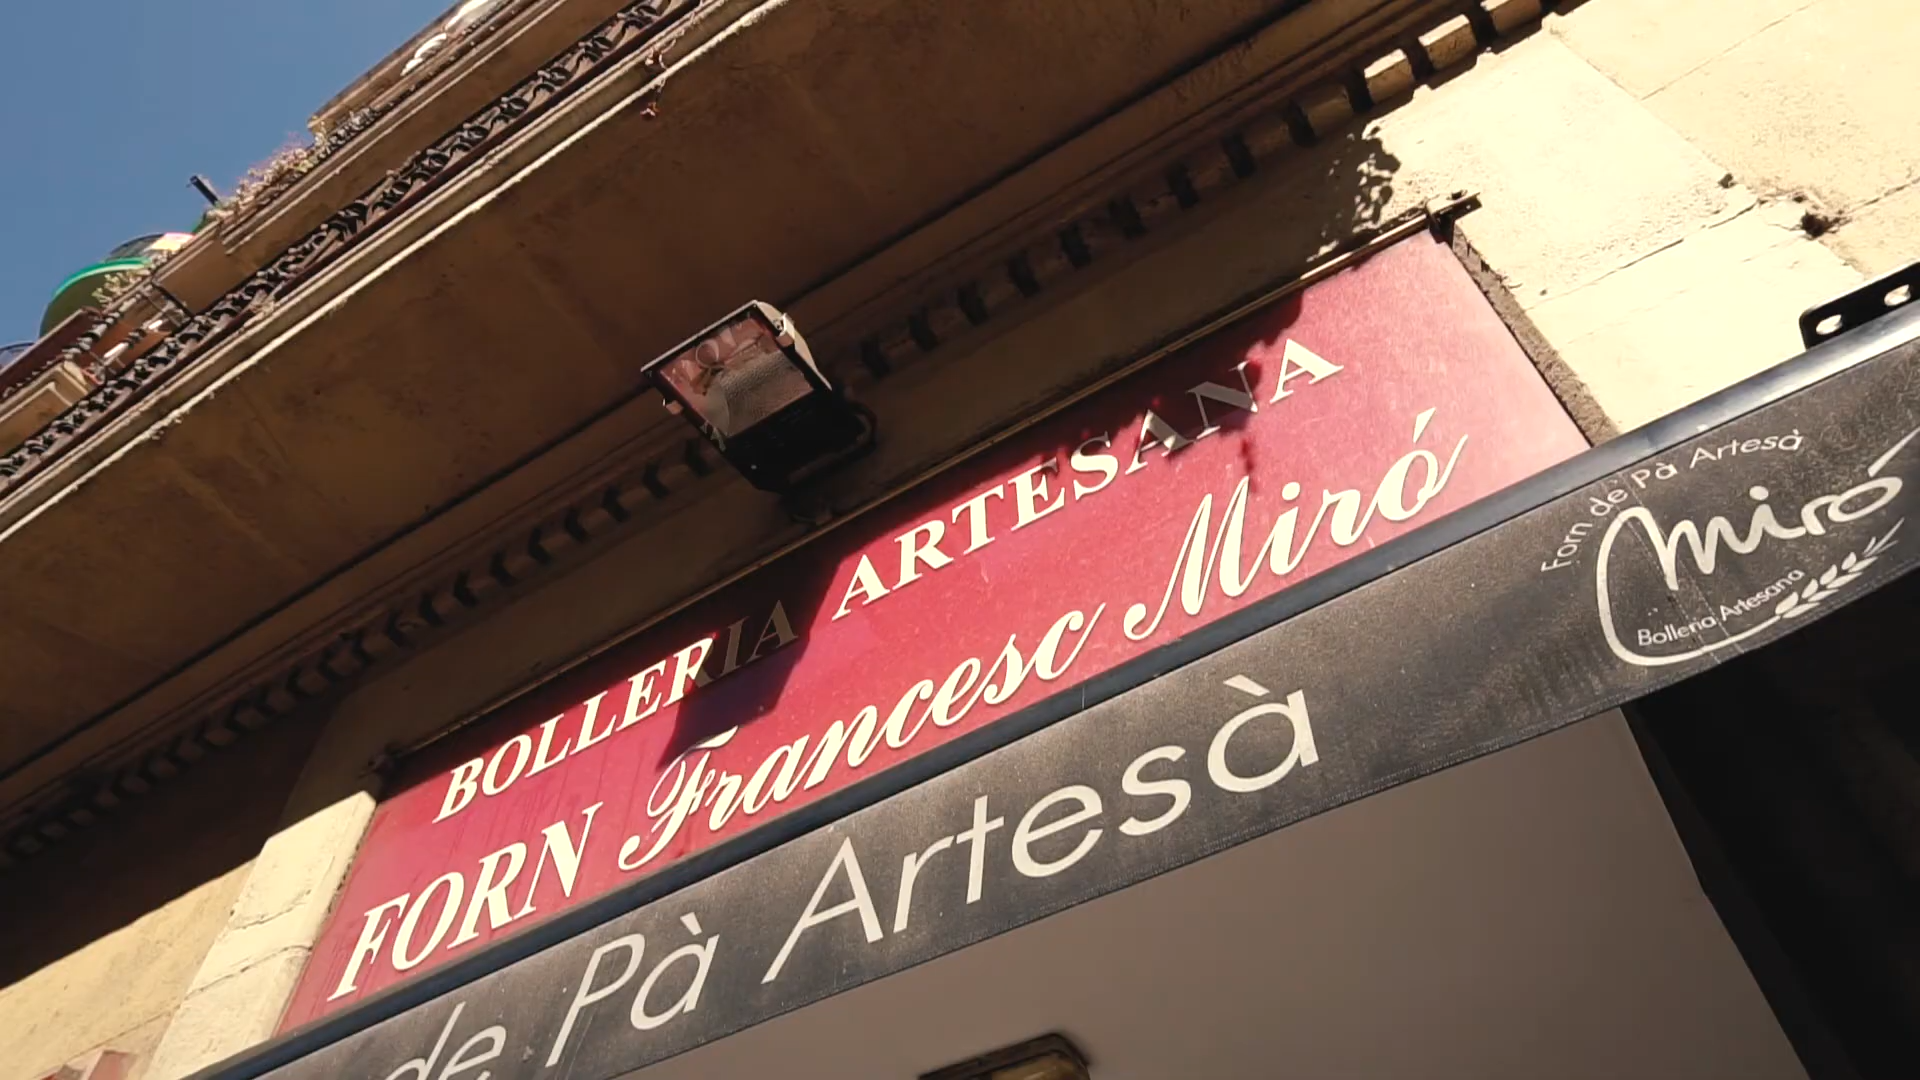 BOLLERIA ARTESANA
FORN Francesc Miró
de Pà Artesà
Forn de Pà Artesà
miró
Bolleria Artesana